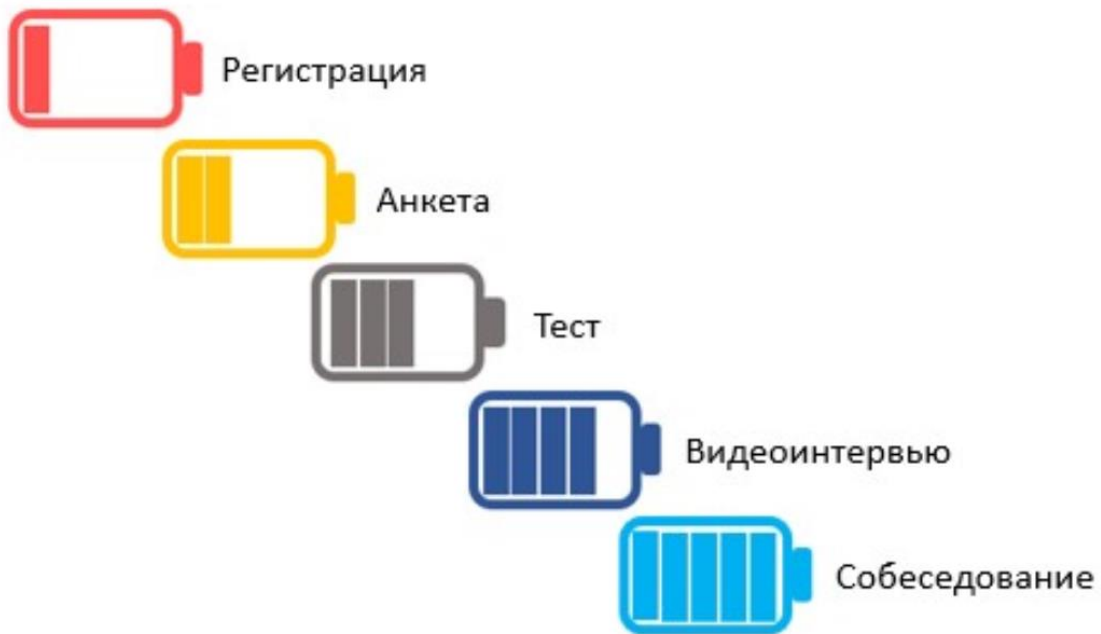 Регистрация
Анкета
Тест
Видеоинтервью
Собеседование